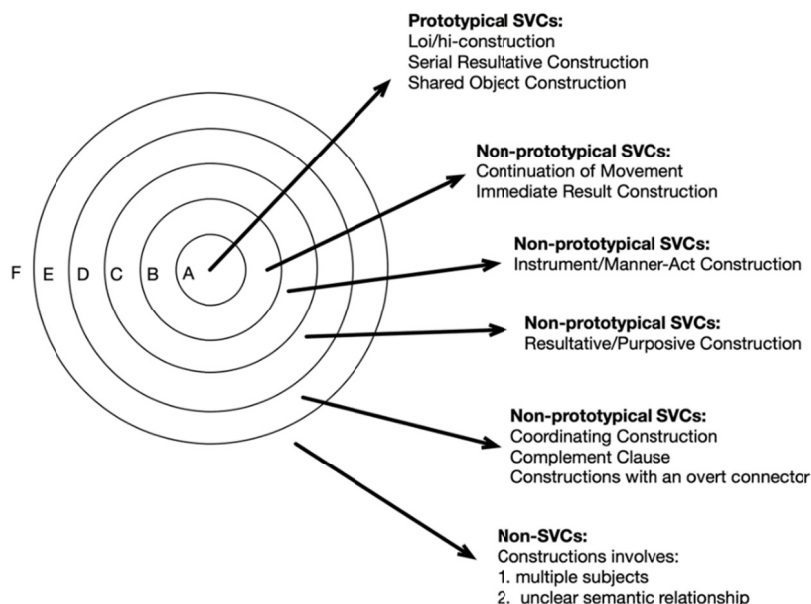 Prototypical SVCs:
Loi/hi-construction
Serial Resultative Construction
Shared Object Construction
Non-prototypical SVCs:
Continuation of Movement
Immediate Result Construction
Non-prototypical SVCs:
Instrument/Manner-Act Construction
F E D C B A
Non-prototypical SVCs:
Resultative/Purposive Construction
Non-prototypical SVCs:
Coordinating Construction
Complement Clause
Constructions with an overt connector
Non-SVCs:
Constructions involves:
1. multiple subjects
2. unclear semantic relationship